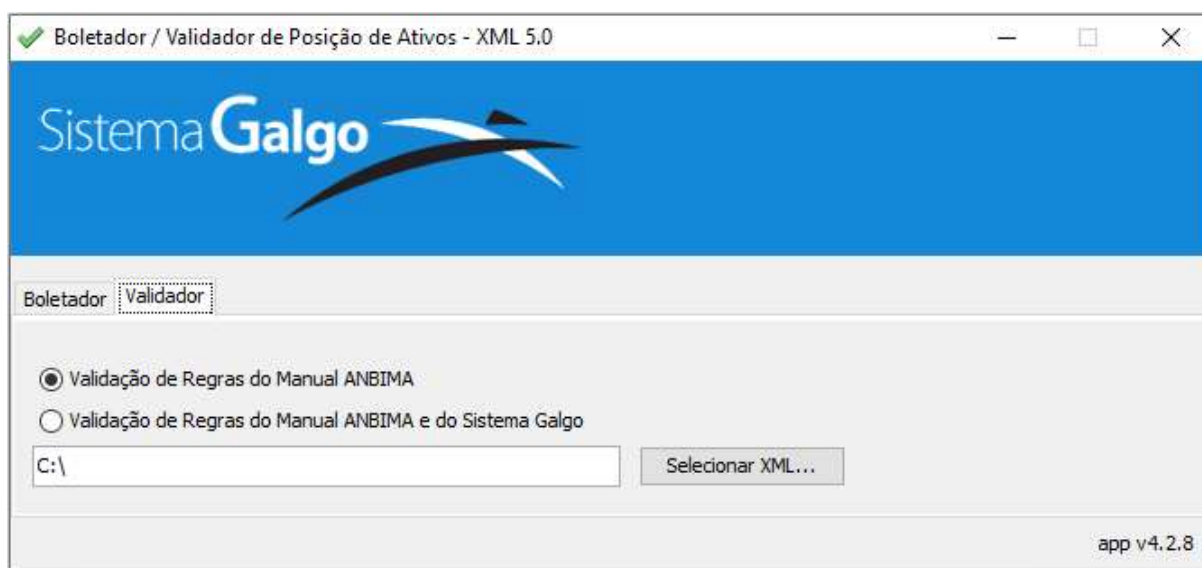 Boletador / Validador de Posição de Ativos - XML 5.0
Sistema Galgo
Boletador Validador
Validação de Regras do Manual ANBIMA
Validação de Regras do Manual ANBIMA e do Sistema Galgo
C:\ Selecionar XML...
app v4.2.8